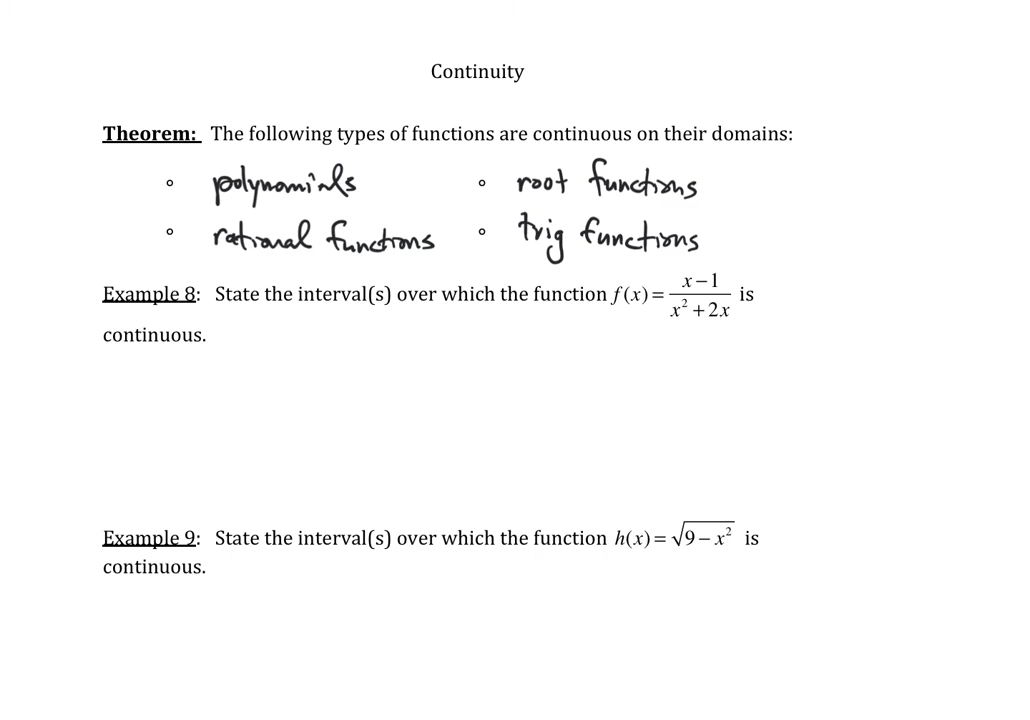 Continuity
Theorem: The following types of functions are continuous on their domains:
∘ polynomials ∘ root functions
∘ rational functions ∘ trig functions
Example 8: State the interval(s) over which the function f(x) = (x − 1)/(x² + 2x) is
continuous.
Example 9: State the interval(s) over which the function h(x) = √(9 − x²) is
continuous.